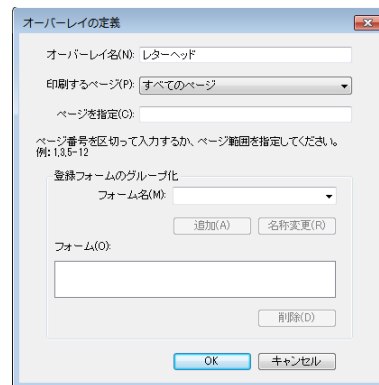 オーバーレイの定義
オーバーレイ名(N): レターヘッド
印刷するページ(P): すべてのページ
ページを指定(C):
ページ番号を区切って入力するか、ページ範囲を指定してください。
例: 1,3,5-12
登録フォームのグループ化
フォーム名(M):
追加(A) 名称変更(R)
フォーム(O):
削除(D)
OK キャンセル